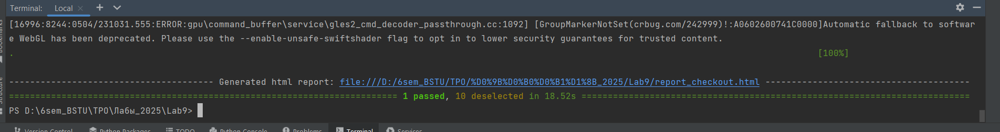 Terminal: Local × + ∨
[16996:8244:0504/231031.555:ERROR:gpu\command_buffer\service\gles2_cmd_decoder_passthrough.cc:1092] [GroupMarkerNotSet(crbug.com/242999)!:A0602600741C0000]Automatic fallback to softwar
e WebGL has been deprecated. Please use the --enable-unsafe-swiftshader flag to opt in to lower security guarantees for trusted content.
. [100%]
--------------------------------------- Generated html report: file:///D:/6sem_BSTU/TPO/%D0%9B%D0%B0%D0%B1%D1%8B_2025/Lab9/report_checkout.html ---------------------------------------
========================================================================== 1 passed, 10 deselected in 18.52s ==========================================================================
PS D:\6sem_BSTU\TPO\Лабы_2025\Lab9>
Version Control Python Packages TODO Python Console Problems Terminal Services